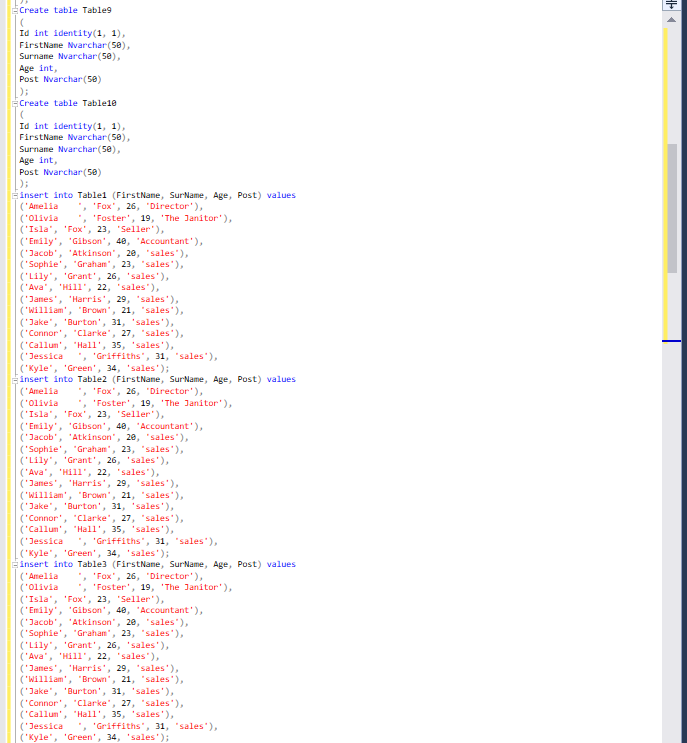 );
Create table Table9
(
Id int identity(1, 1),
FirstName Nvarchar(50),
Surname Nvarchar(50),
Age int,
Post Nvarchar(50)
);
Create table Table10
(
Id int identity(1, 1),
FirstName Nvarchar(50),
Surname Nvarchar(50),
Age int,
Post Nvarchar(50)
);
insert into Table1 (FirstName, SurName, Age, Post) values
('Amelia    ', 'Fox', 26, 'Director'),
('Olivia    ', 'Foster', 19, 'The Janitor'),
('Isla', 'Fox', 23, 'Seller'),
('Emily', 'Gibson', 40, 'Accountant'),
('Jacob', 'Atkinson', 20, 'sales'),
('Sophie', 'Graham', 23, 'sales'),
('Lily', 'Grant', 26, 'sales'),
('Ava', 'Hill', 22, 'sales'),
('James', 'Harris', 29, 'sales'),
('William', 'Brown', 21, 'sales'),
('Jake', 'Burton', 31, 'sales'),
('Connor', 'Clarke', 27, 'sales'),
('Callum', 'Hall', 35, 'sales'),
('Jessica   ', 'Griffiths', 31, 'sales'),
('Kyle', 'Green', 34, 'sales');
insert into Table2 (FirstName, SurName, Age, Post) values
('Amelia    ', 'Fox', 26, 'Director'),
('Olivia    ', 'Foster', 19, 'The Janitor'),
('Isla', 'Fox', 23, 'Seller'),
('Emily', 'Gibson', 40, 'Accountant'),
('Jacob', 'Atkinson', 20, 'sales'),
('Sophie', 'Graham', 23, 'sales'),
('Lily', 'Grant', 26, 'sales'),
('Ava', 'Hill', 22, 'sales'),
('James', 'Harris', 29, 'sales'),
('William', 'Brown', 21, 'sales'),
('Jake', 'Burton', 31, 'sales'),
('Connor', 'Clarke', 27, 'sales'),
('Callum', 'Hall', 35, 'sales'),
('Jessica   ', 'Griffiths', 31, 'sales'),
('Kyle', 'Green', 34, 'sales');
insert into Table3 (FirstName, SurName, Age, Post) values
('Amelia    ', 'Fox', 26, 'Director'),
('Olivia    ', 'Foster', 19, 'The Janitor'),
('Isla', 'Fox', 23, 'Seller'),
('Emily', 'Gibson', 40, 'Accountant'),
('Jacob', 'Atkinson', 20, 'sales'),
('Sophie', 'Graham', 23, 'sales'),
('Lily', 'Grant', 26, 'sales'),
('Ava', 'Hill', 22, 'sales'),
('James', 'Harris', 29, 'sales'),
('William', 'Brown', 21, 'sales'),
('Jake', 'Burton', 31, 'sales'),
('Connor', 'Clarke', 27, 'sales'),
('Callum', 'Hall', 35, 'sales'),
('Jessica   ', 'Griffiths', 31, 'sales'),
('Kyle', 'Green', 34, 'sales');